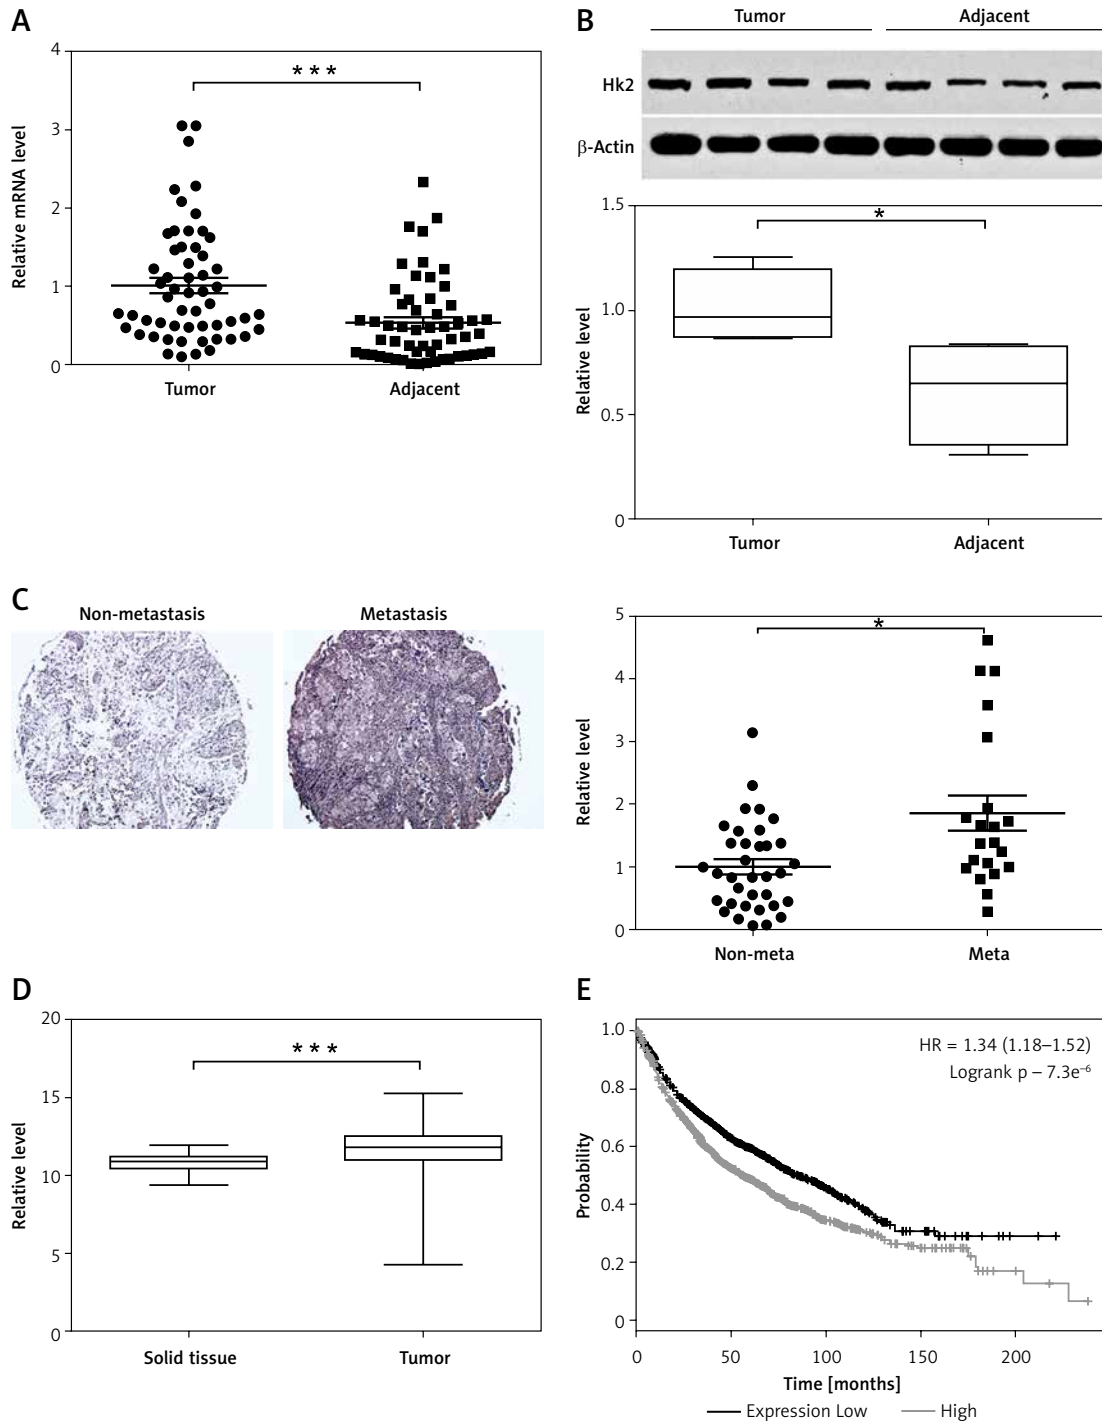 A
4
3
2
1
0
Relative mRNA level
***
Tumor
Adjacent
B
Tumor
Adjacent
Hk2
β-Actin
1.5
1.0
0.5
0
Relative level
*
Tumor
Adjacent
C
Non-metastasis
Metastasis
5
4
3
2
1
0
Relative level
*
Non-meta
Meta
D
20
15
10
5
0
Relative level
***
Solid tissue
Tumor
E
1.0
0.8
0.6
0.4
0.2
0
Probability
HR = 1.34 (1.18–1.52)
Logrank p – 7.3e⁻⁶
0
50
100
150
200
Time [months]
Expression Low
High